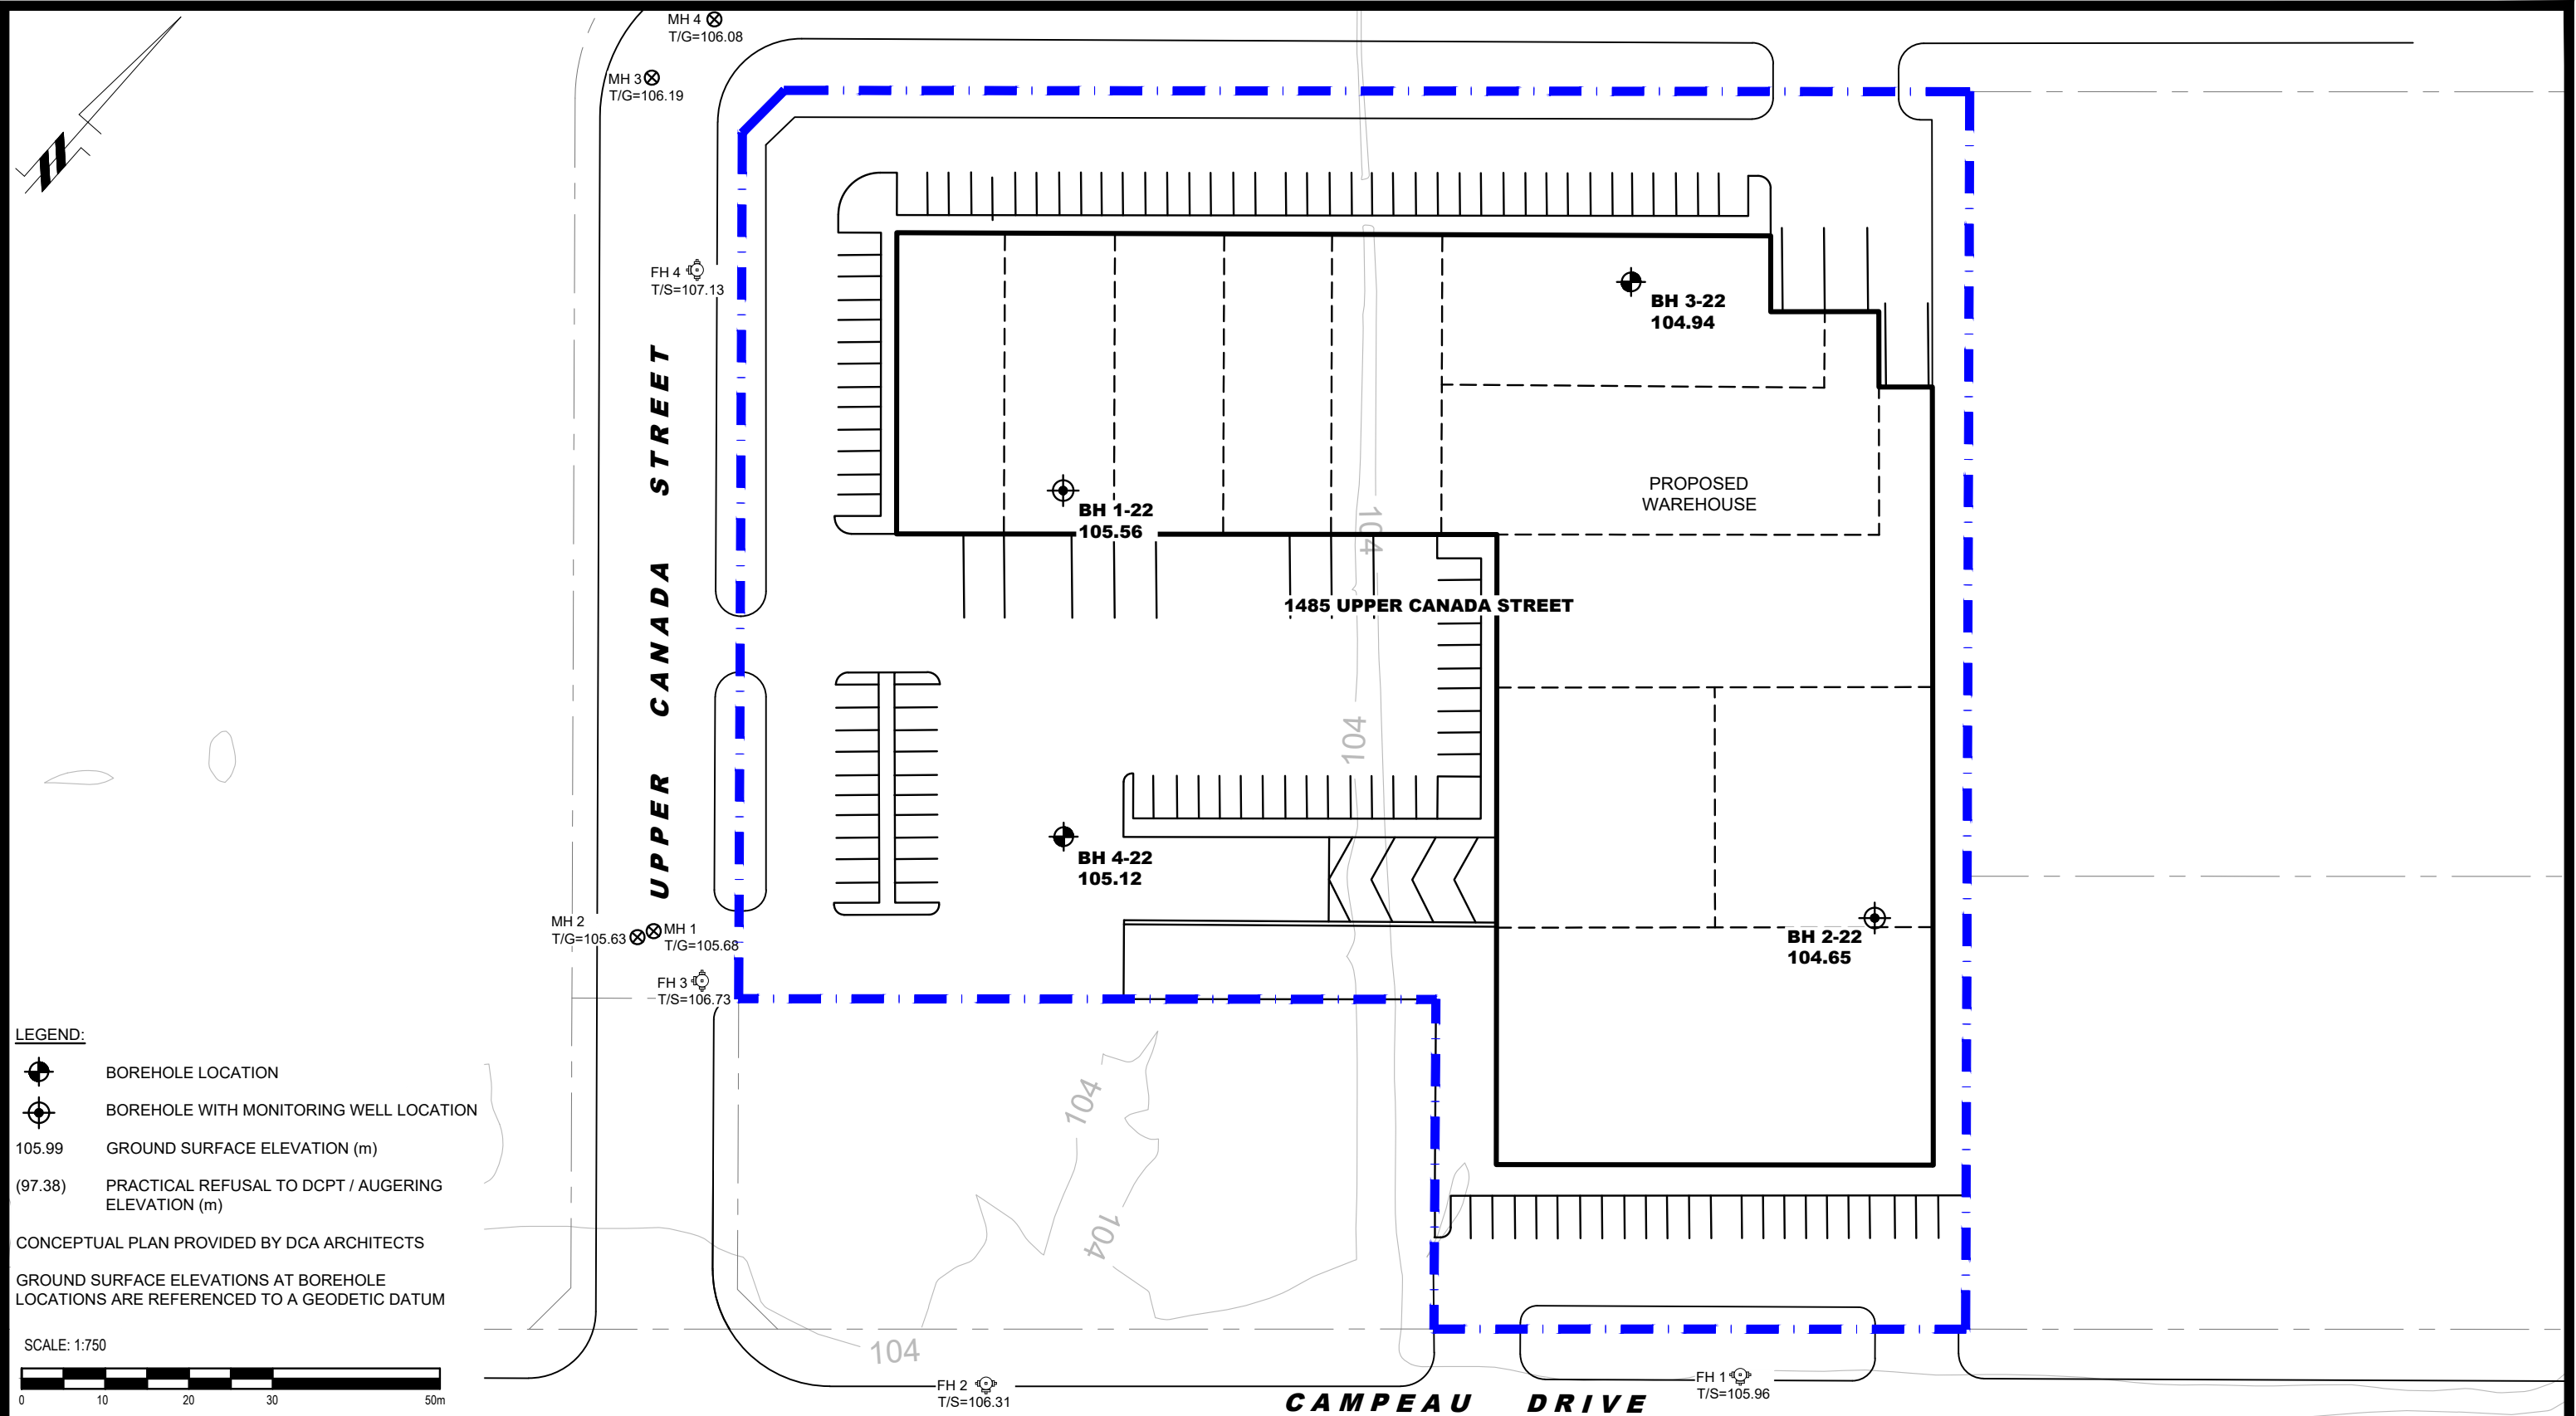 MH 4
T/G=106.08
MH 3
T/G=106.19
FH 4
T/S=107.13
BH 3-22
104.94
PROPOSED
WAREHOUSE
BH 1-22
105.56
104
1485 UPPER CANADA STREET
UPPER CANADA STREET
104
BH 4-22
105.12
MH 2
T/G=105.63
MH 1
T/G=105.68
BH 2-22
104.65
FH 3
T/S=106.73
LEGEND:
BOREHOLE LOCATION
BOREHOLE WITH MONITORING WELL LOCATION
105.99 GROUND SURFACE ELEVATION (m)
(97.38) PRACTICAL REFUSAL TO DCPT / AUGERING
ELEVATION (m)
CONCEPTUAL PLAN PROVIDED BY DCA ARCHITECTS
GROUND SURFACE ELEVATIONS AT BOREHOLE
LOCATIONS ARE REFERENCED TO A GEODETIC DATUM
SCALE: 1:750
0 10 20 30 50m
104
104
104
FH 2
T/S=106.31
FH 1
T/S=105.96
CAMPEAU DRIVE